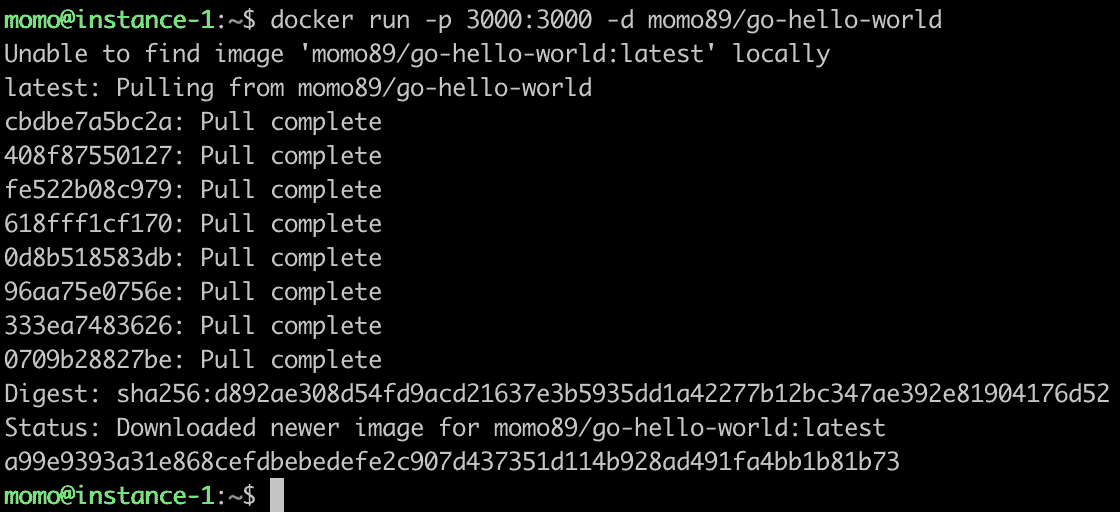 momo@instance-1:~$ docker run -p 3000:3000 -d momo89/go-hello-world
Unable to find image 'momo89/go-hello-world:latest' locally
latest: Pulling from momo89/go-hello-world
cbdbe7a5bc2a: Pull complete
408f87550127: Pull complete
fe522b08c979: Pull complete
618fff1cf170: Pull complete
0d8b518583db: Pull complete
96aa75e0756e: Pull complete
333ea7483626: Pull complete
0709b28827be: Pull complete
Digest: sha256:d892ae308d54fd9acd21637e3b5935dd1a42277b12bc347ae392e81904176d52
Status: Downloaded newer image for momo89/go-hello-world:latest
a99e9393a31e868cefdbebedefe2c907d437351d114b928ad491fa4bb1b81b73
momo@instance-1:~$